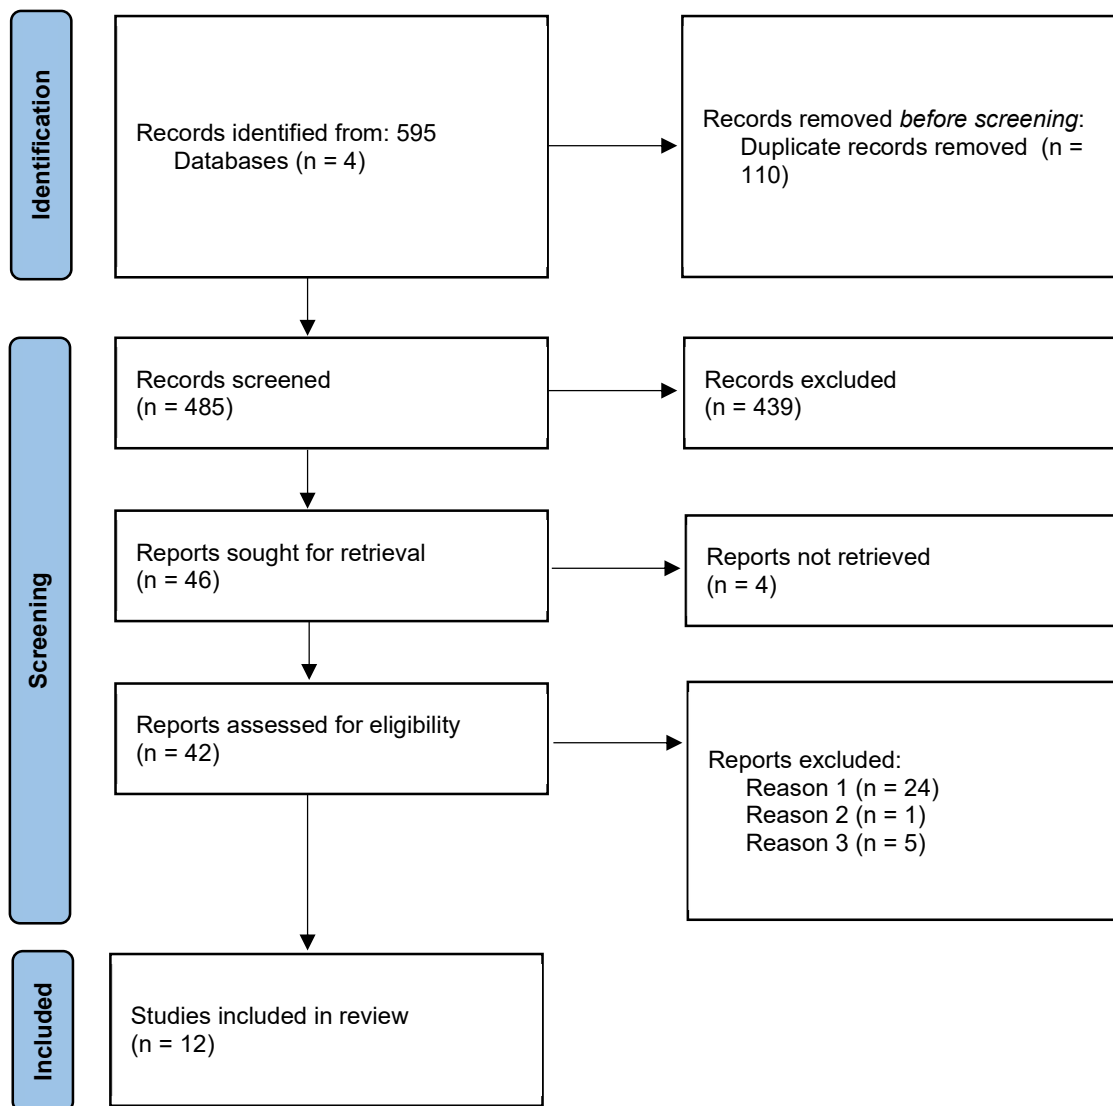 Identification
Records identified from: 595
Databases (n = 4)
Records removed before screening:
Duplicate records removed (n =
110)
Screening
Records screened
(n = 485)
Records excluded
(n = 439)
Reports sought for retrieval
(n = 46)
Reports not retrieved
(n = 4)
Reports assessed for eligibility
(n = 42)
Reports excluded:
Reason 1 (n = 24)
Reason 2 (n = 1)
Reason 3 (n = 5)
Included
Studies included in review
(n = 12)